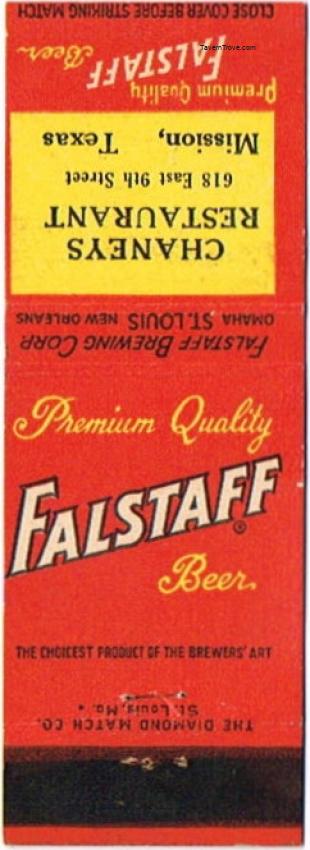 CLOSE COVER BEFORE STRIKING MATCH
TavernTrove.com
Premium Quality
FALSTAFF
Beer
CHANEYS
RESTAURANT
618 East 9th Street
Mission, Texas
FALSTAFF BREWING CORP.
OMAHA ST. LOUIS NEW ORLEANS
Premium Quality
FALSTAFF®
Beer.
THE CHOICEST PRODUCT OF THE BREWERS' ART
THE DIAMOND MATCH CO.
St. Louis, Mo.